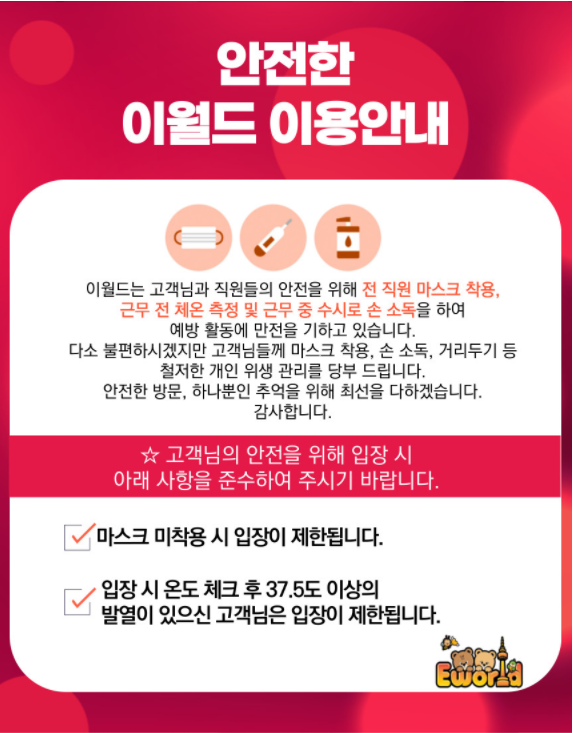 안전한
이월드 이용안내
이월드는 고객님과 직원들의 안전을 위해 전 직원 마스크 착용,
근무 전 체온 측정 및 근무 중 수시로 손 소독을 하여
예방 활동에 만전을 기하고 있습니다.
다소 불편하시겠지만 고객님들께 마스크 착용, 손 소독, 거리두기 등
철저한 개인 위생 관리를 당부 드립니다.
안전한 방문, 하나뿐인 추억을 위해 최선을 다하겠습니다.
감사합니다.
☆ 고객님의 안전을 위해 입장 시
아래 사항을 준수하여 주시기 바랍니다.
마스크 미착용 시 입장이 제한됩니다.
입장 시 온도 체크 후 37.5도 이상의
발열이 있으신 고객님은 입장이 제한됩니다.
Eworld